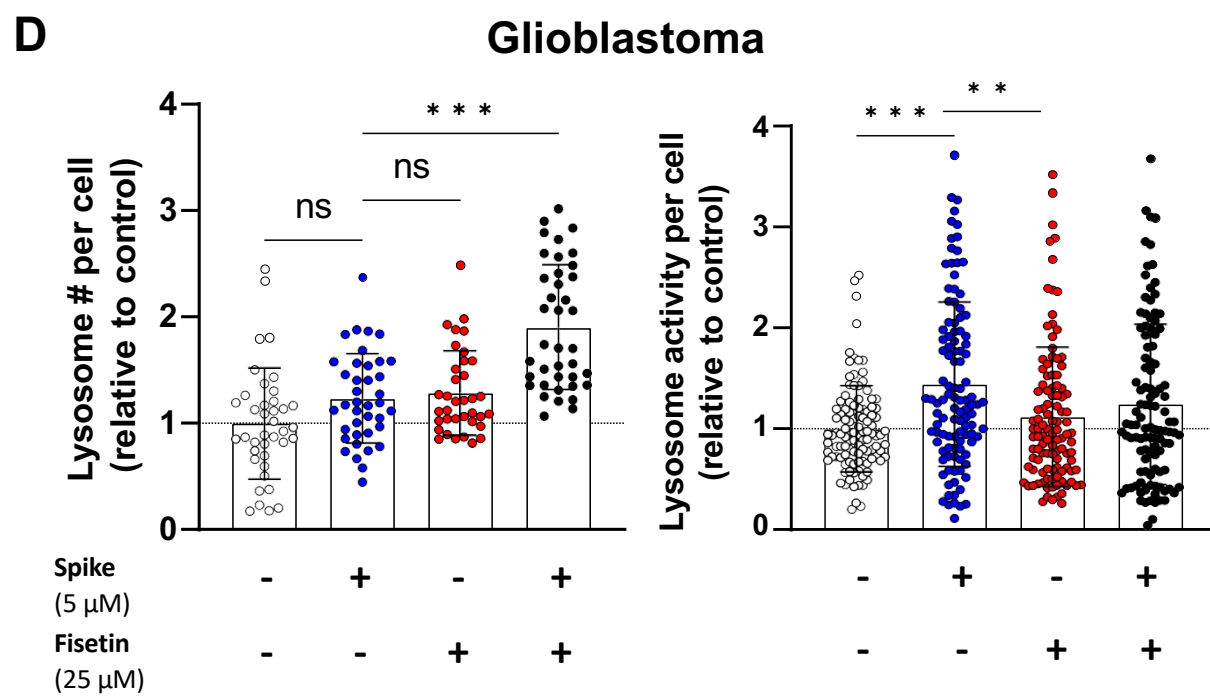 D
Glioblastoma
Lysosome # per cell
(relative to control)
4
3
2
1
0
ns
ns
* * *
Lysosome activity per cell
(relative to control)
4
3
2
1
0
* * *
* *
Spike
(5 µM)
- + - +
- + - +
Fisetin
(25 µM)
- - + +
- - + +